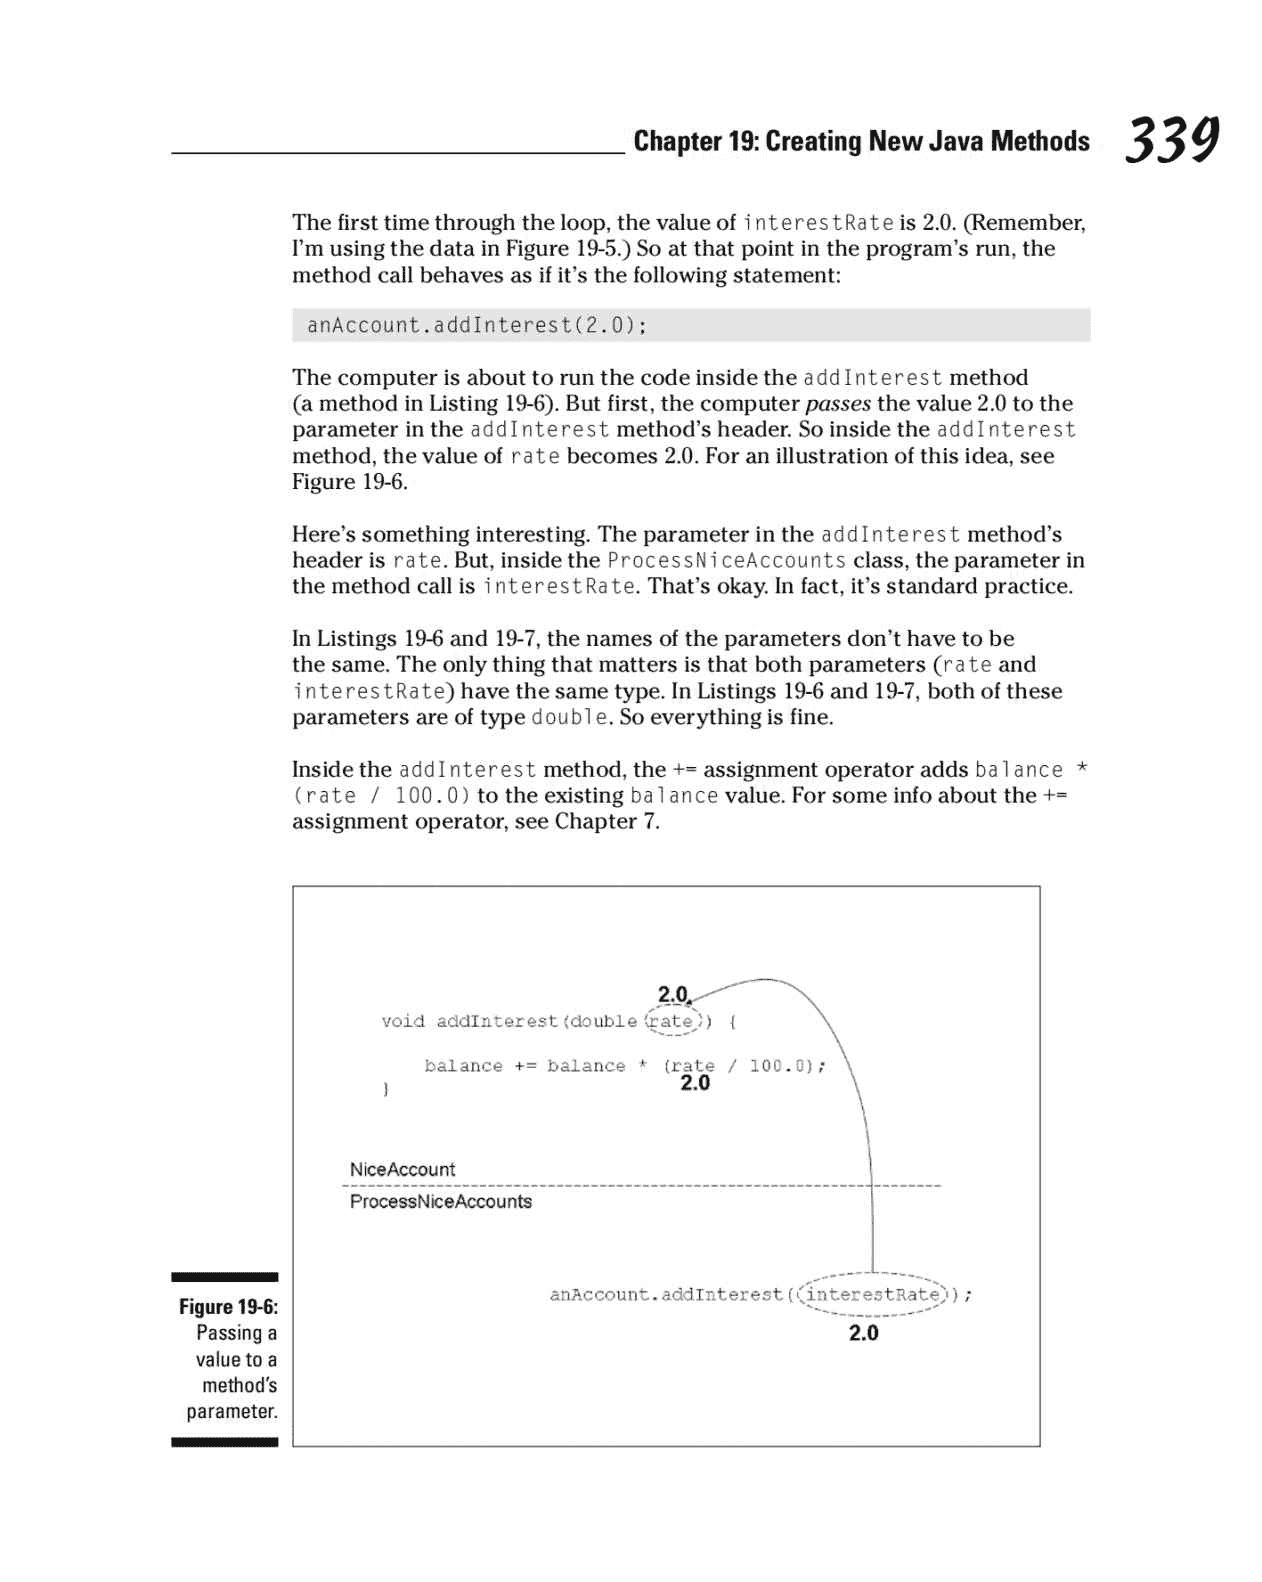 Chapter 19: Creating New Java Methods 339
The first time through the loop, the value of interestRate is 2.0. (Remember,
I'm using the data in Figure 19-5.) So at that point in the program's run, the
method call behaves as if it's the following statement:
anAccount.addInterest(2.0);
The computer is about to run the code inside the addInterest method
(a method in Listing 19-6). But first, the computer passes the value 2.0 to the
parameter in the addInterest method's header. So inside the addInterest
method, the value of rate becomes 2.0. For an illustration of this idea, see
Figure 19-6.
Here's something interesting. The parameter in the addInterest method's
header is rate. But, inside the ProcessNiceAccounts class, the parameter in
the method call is interestRate. That's okay. In fact, it's standard practice.
In Listings 19-6 and 19-7, the names of the parameters don't have to be
the same. The only thing that matters is that both parameters (rate and
interestRate) have the same type. In Listings 19-6 and 19-7, both of these
parameters are of type double. So everything is fine.
Inside the addInterest method, the += assignment operator adds balance *
(rate / 100.0) to the existing balance value. For some info about the +=
assignment operator, see Chapter 7.
2.0
void addInterest(double rate) {
balance += balance * (rate / 100.0);
2.0
}
NiceAccount
ProcessNiceAccounts
anAccount.addInterest(interestRate);
2.0
Figure 19-6:
Passing a
value to a
method's
parameter.